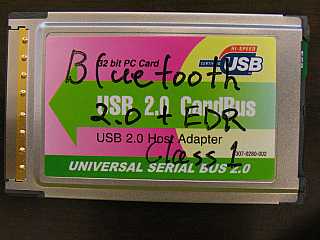 HI-SPEED
CERTIFIED USB
32 bit PC Card
Bluetooth
USB 2.0 CardBus
2.0 + EDR
USB 2.0 Host Adapter
Class 1
UNIVERSAL SERIAL BUS 2.0